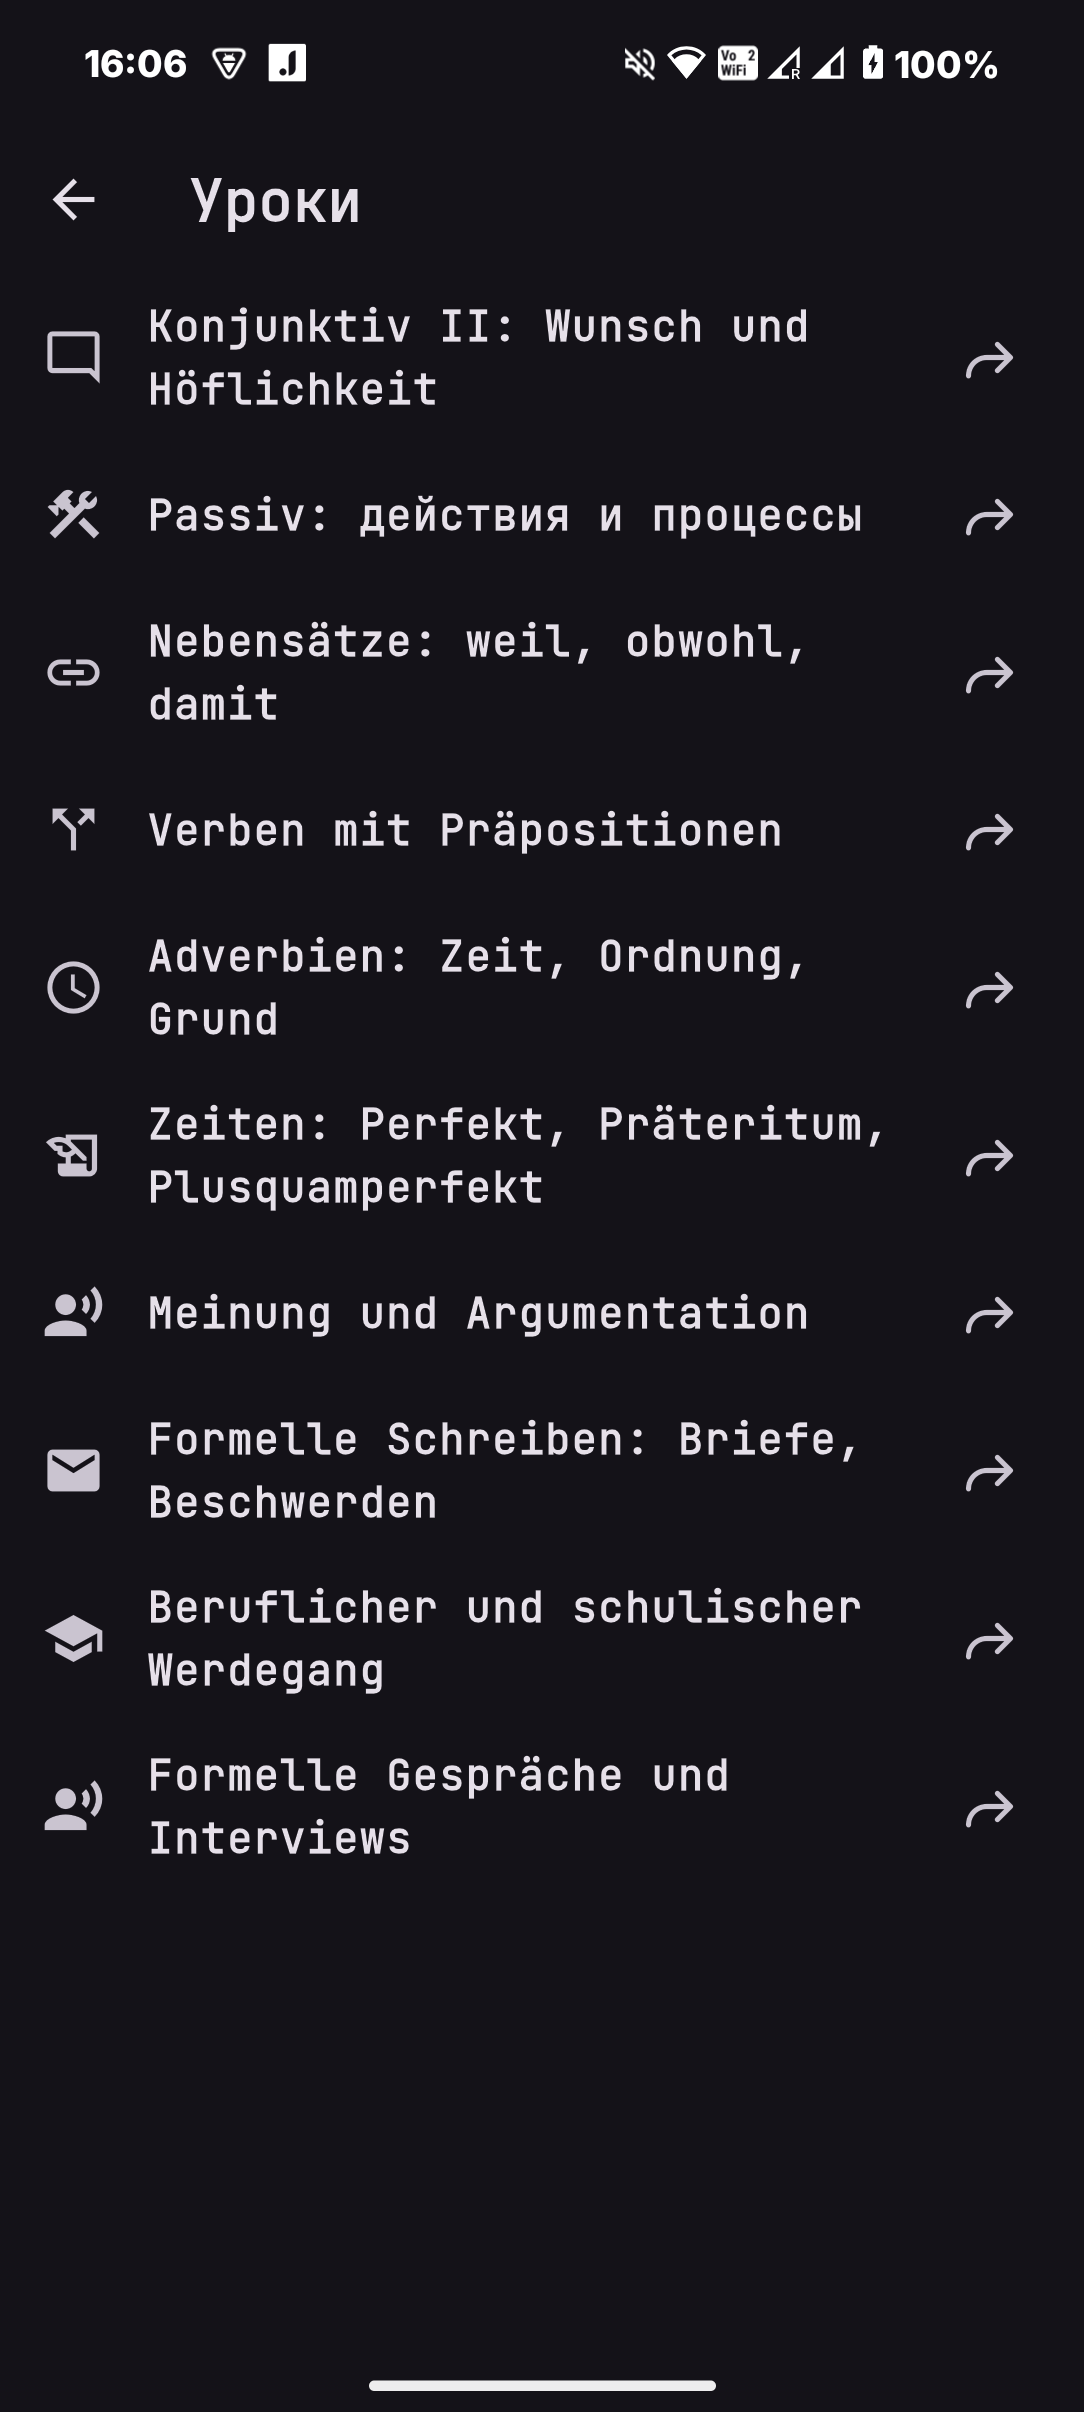 16:06
Vo 2
WiFi
R
100%
Уроки
Konjunktiv II: Wunsch und
Höflichkeit
Passiv: действия и процессы
Nebensätze: weil, obwohl,
damit
Verben mit Präpositionen
Adverbien: Zeit, Ordnung,
Grund
Zeiten: Perfekt, Präteritum,
Plusquamperfekt
Meinung und Argumentation
Formelle Schreiben: Briefe,
Beschwerden
Beruflicher und schulischer
Werdegang
Formelle Gespräche und
Interviews